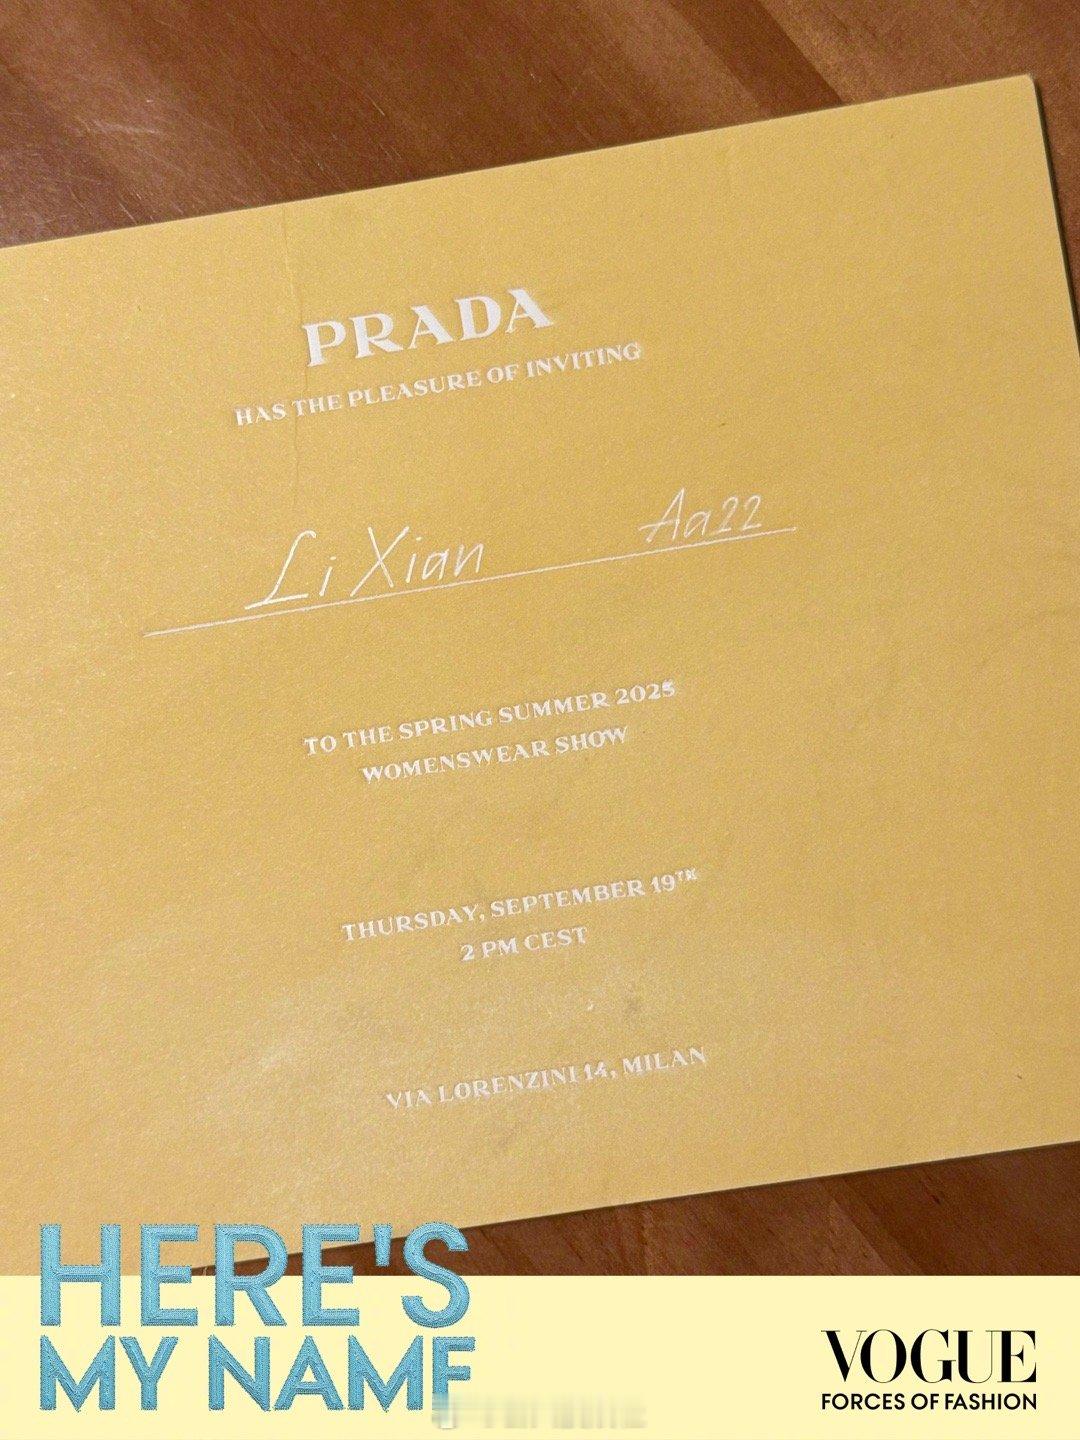 PRADA
HAS THE PLEASURE OF INVITING
Li Xian Aa22
TO THE SPRING SUMMER 2025
WOMENSWEAR SHOW
THURSDAY, SEPTEMBER 19TH
2 PM CEST
VIA LORENZINI 14, MILAN
HERE'S
MY NAME
VOGUE
FORCES OF FASHION